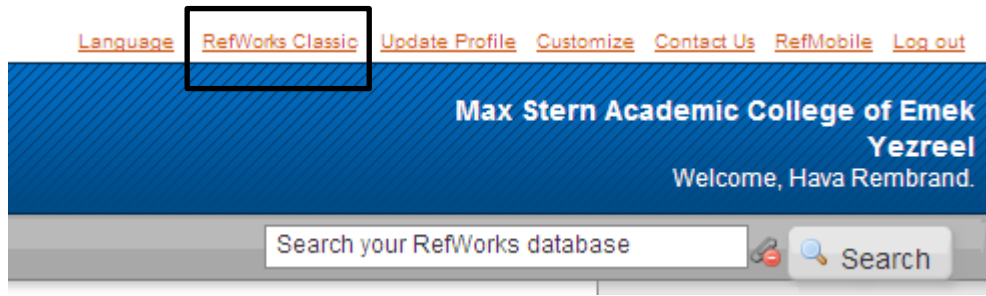 Language RefWorks Classic Update Profile Customize Contact Us RefMobile Log out
Max Stern Academic College of Emek
Yezreel
Welcome, Hava Rembrand.
Search your RefWorks database Search